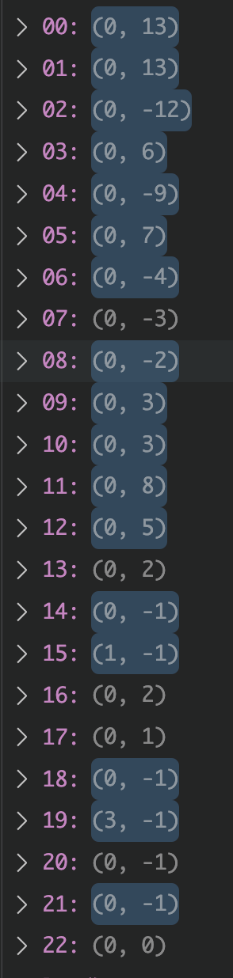 > 00: (0, 13)
> 01: (0, 13)
> 02: (0, -12)
> 03: (0, 6)
> 04: (0, -9)
> 05: (0, 7)
> 06: (0, -4)
> 07: (0, -3)
> 08: (0, -2)
> 09: (0, 3)
> 10: (0, 3)
> 11: (0, 8)
> 12: (0, 5)
> 13: (0, 2)
> 14: (0, -1)
> 15: (1, -1)
> 16: (0, 2)
> 17: (0, 1)
> 18: (0, -1)
> 19: (3, -1)
> 20: (0, -1)
> 21: (0, -1)
> 22: (0, 0)